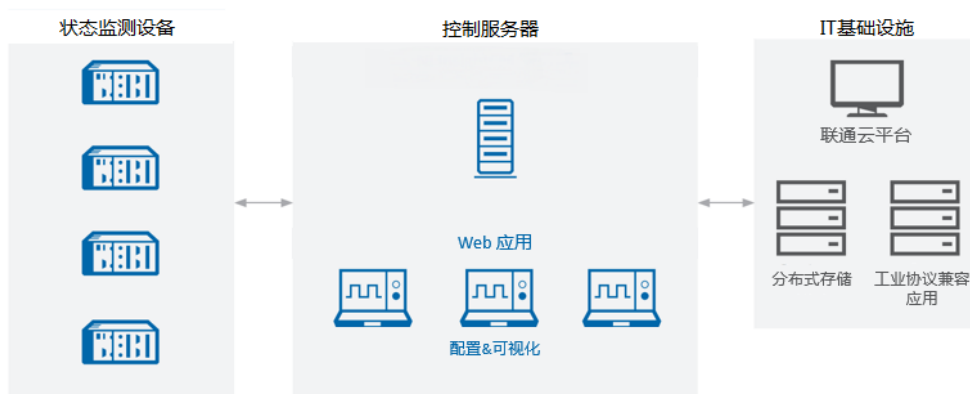 状态监测设备
控制服务器
IT基础设施
联通云平台
Web 应用
分布式存储
工业协议兼容
应用
配置&可视化